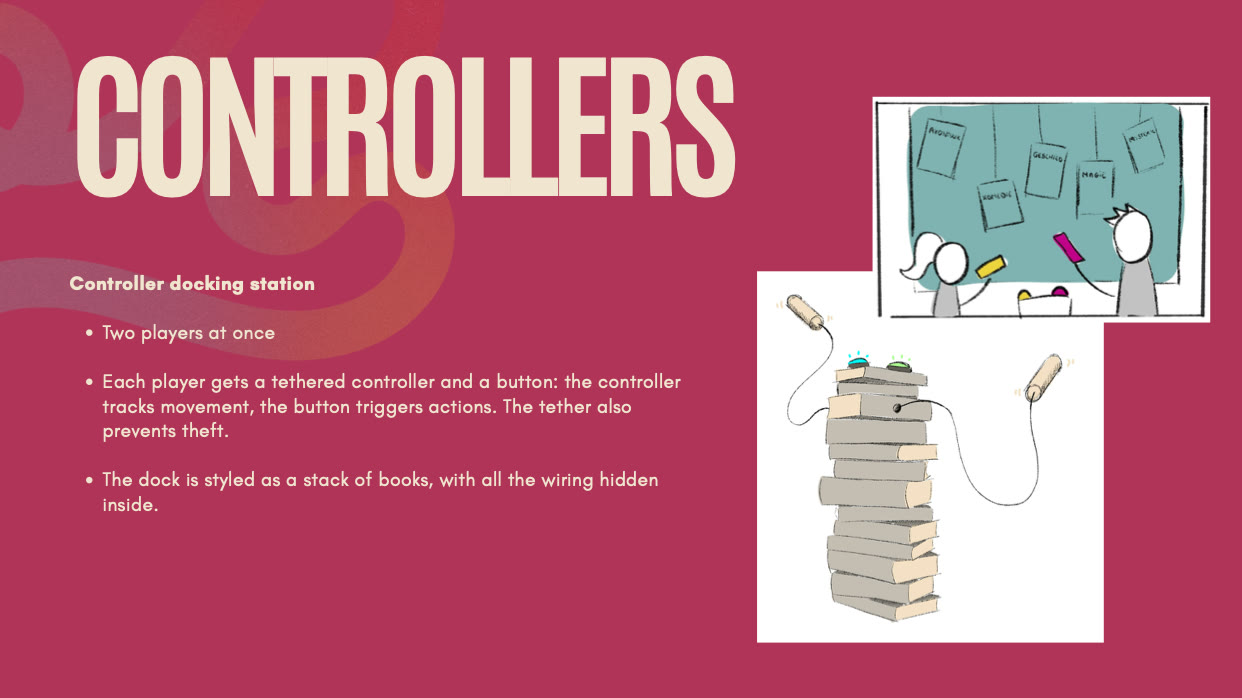 CONTROLLERS
Controller docking station
• Two players at once
• Each player gets a tethered controller and a button: the controller
tracks movement, the button triggers actions. The tether also
prevents theft.
• The dock is styled as a stack of books, with all the wiring hidden
inside.
MAGIC